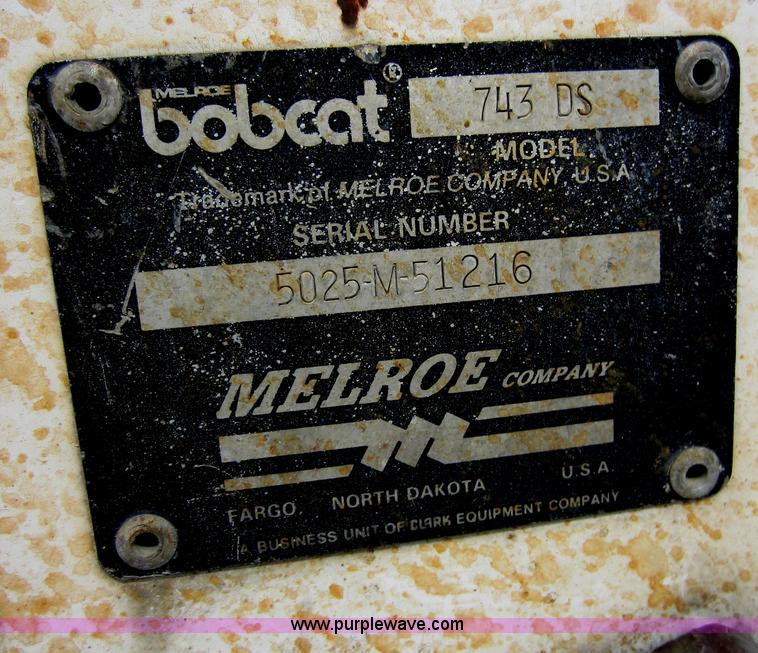 MELROE
bobcat®
743 DS
MODEL
Trademark of MELROE COMPANY U.S.A
SERIAL NUMBER
5025-M-51216
MELROE COMPANY
FARGO, NORTH DAKOTA U.S.A.
A BUSINESS UNIT OF CLARK EQUIPMENT COMPANY
www.purplewave.com